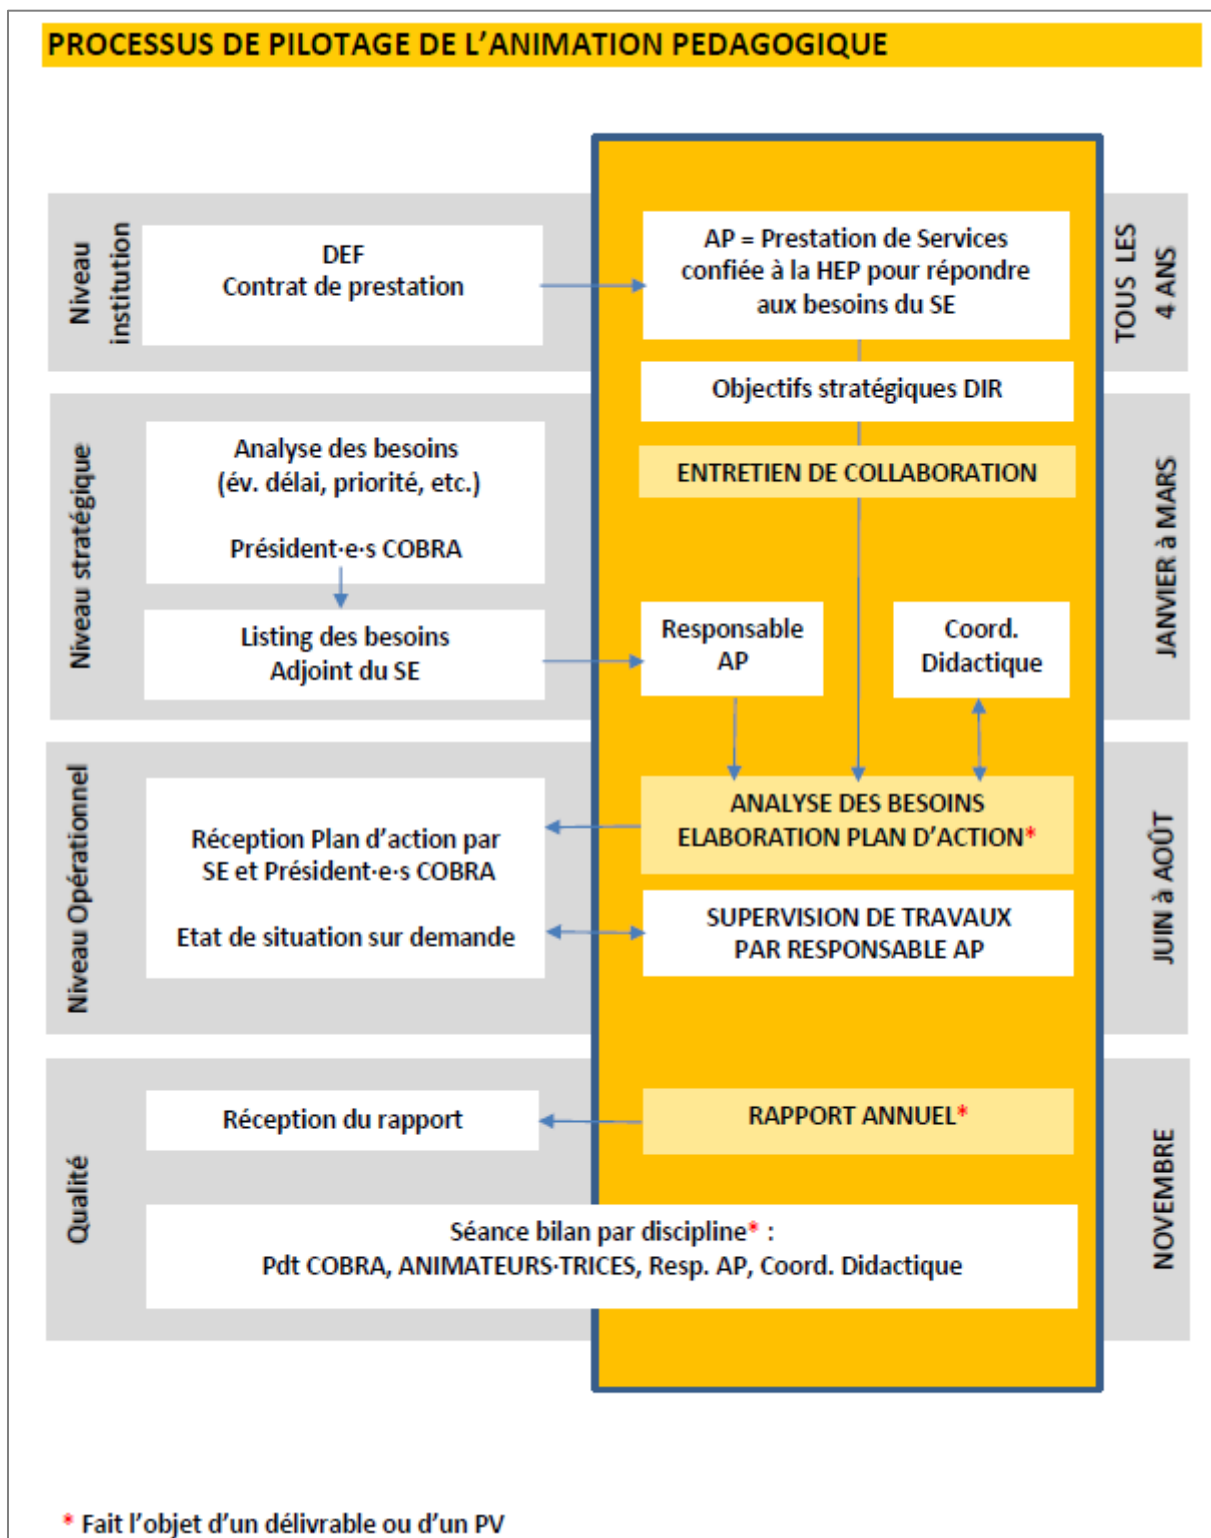 PROCESSUS DE PILOTAGE DE L'ANIMATION PEDAGOGIQUE
Niveau
institution
DEF
Contrat de prestation
AP = Prestation de Services
confiée à la HEP pour répondre
aux besoins du SE
TOUS LES
4 ANS
Objectifs stratégiques DIR
Niveau stratégique
Analyse des besoins
(év. délai, priorité, etc.)
Président·e·s COBRA
ENTRETIEN DE COLLABORATION
JANVIER à MARS
Listing des besoins
Adjoint du SE
Responsable
AP
Coord.
Didactique
Niveau Opérationnel
Réception Plan d'action par
SE et Président·e·s COBRA
Etat de situation sur demande
ANALYSE DES BESOINS
ELABORATION PLAN D'ACTION*
SUPERVISION DE TRAVAUX
PAR RESPONSABLE AP
JUIN à AOÛT
Qualité
Réception du rapport
RAPPORT ANNUEL*
NOVEMBRE
Séance bilan par discipline* :
Pdt COBRA, ANIMATEURS·TRICES, Resp. AP, Coord. Didactique
* Fait l'objet d'un délivrable ou d'un PV